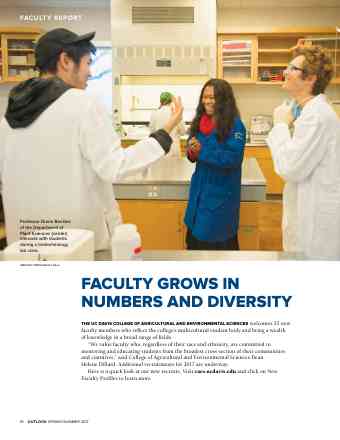 FACULTY REPORT
Professor Diane Beckles
of the Department of
Plant Sciences (center)
interacts with students
during a biotechnology
lab class.
FACULTY GROWS IN
NUMBERS AND DIVERSITY
THE UC DAVIS COLLEGE OF AGRICULTURAL AND ENVIRONMENTAL SCIENCES welcomes 25 new
faculty members who reflect the college's multicultural student body and bring a wealth
of knowledge in a broad range of fields.
"We value faculty who, regardless of their race and ethnicity, are committed to
mentoring and educating students from the broadest cross section of their communities
and countries," said College of Agricultural and Environmental Sciences Dean
Helene Dillard. Additional recruitments for 2017 are underway.
Here is a quick look at our new recruits. Visit caes.ucdavis.edu and click on New
Faculty Profiles to learn more.
OUTLOOK SPRING/SUMMER 2017